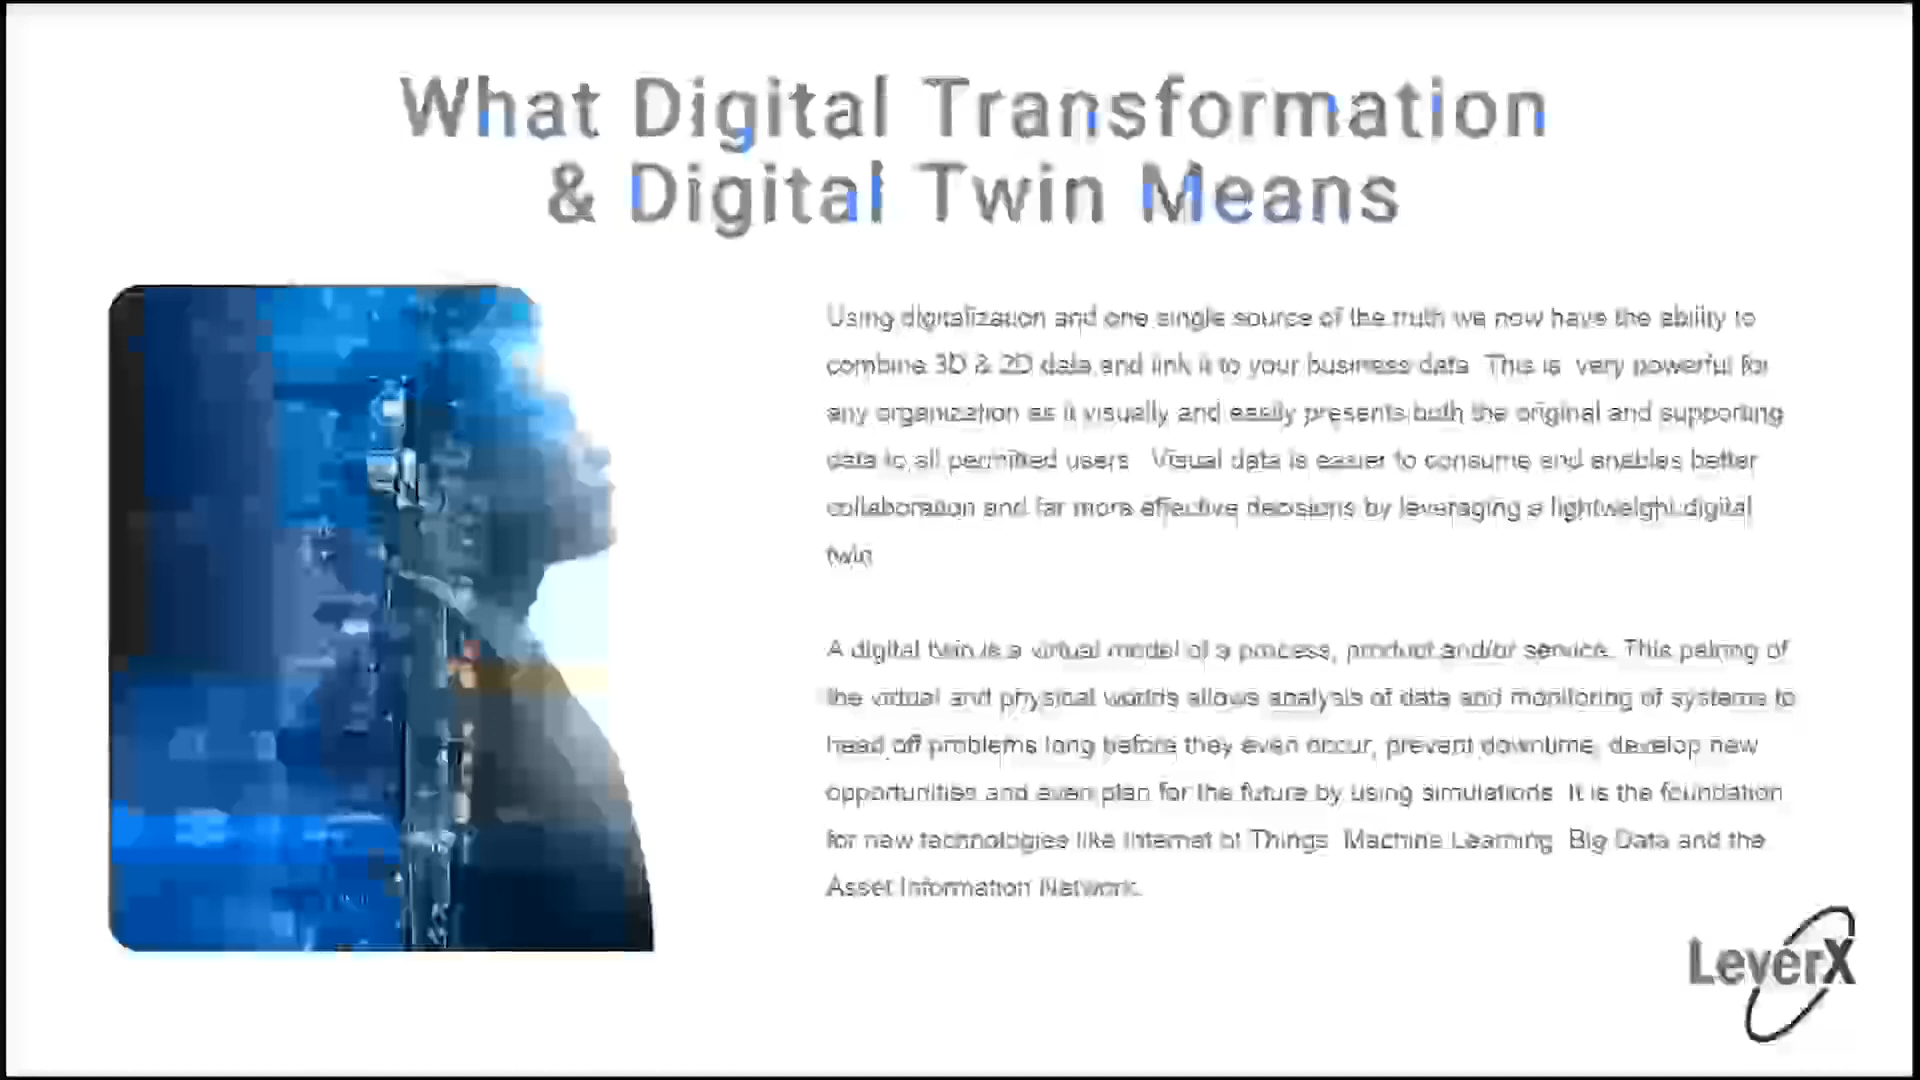 What Digital Transformation
& Digital Twin Means
Using digitalization and one single source of the truth we now have the ability to
combine 3D & 2D data and link it to your business data. This is very powerful for
any organization as it visually and easily presents both the original and supporting
data to all permitted users. Visual data is easier to consume and enables better
collaboration and far more effective decisions by leveraging a lightweight digital
twin.
A digital twin is a virtual model of a process, product and/or service. This pairing of
the virtual and physical worlds allows analysis of data and monitoring of systems to
head off problems long before they even occur, prevent downtime, develop new
opportunities and even plan for the future by using simulations. It is the foundation
for new technologies like Internet of Things, Machine Learning, Big Data and the
Asset Information Network.
LeverX